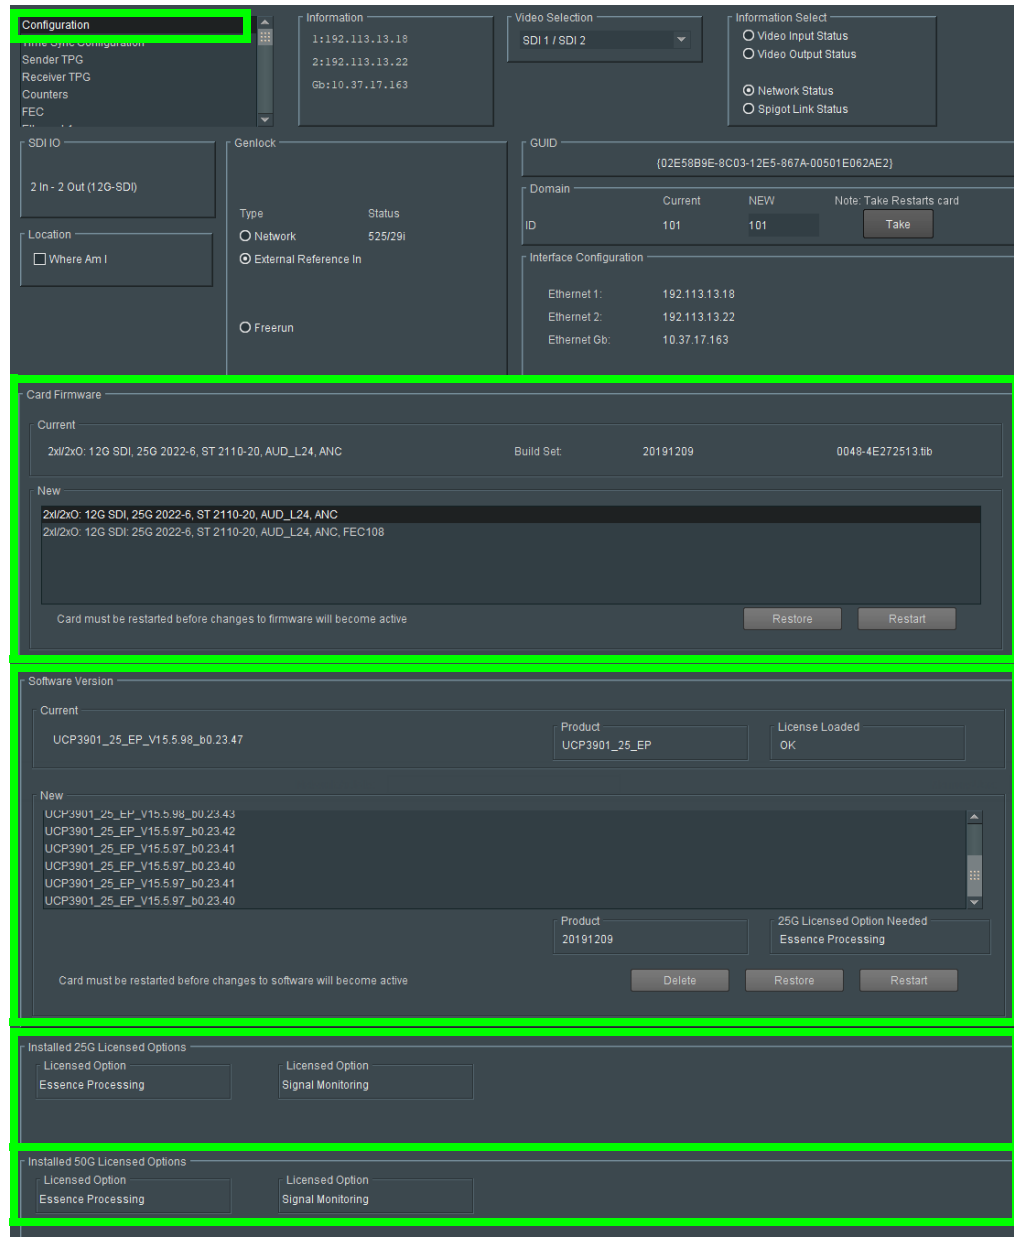 Configuration
Time Sync Configuration
Sender TPG
Receiver TPG
Counters
FEC
Information
1:192.113.13.18
2:192.113.13.22
Gb:10.37.17.163
Video Selection
SDI 1 / SDI 2
Information Select
Video Input Status
Video Output Status
Network Status
Spigot Link Status
SDI IO
2 In - 2 Out (12G-SDI)
Location
Where Am I
Genlock
Type Status
Network 525/29i
External Reference In
Freerun
GUID
{02E58B9E-8C03-12E5-867A-00501E062AE2}
Domain
Current NEW Note: Take Restarts card
ID 101 101 Take
Interface Configuration
Ethernet 1: 192.113.13.18
Ethernet 2: 192.113.13.22
Ethernet Gb: 10.37.17.163
Card Firmware
Current
2xI/2xO: 12G SDI, 25G 2022-6, ST 2110-20, AUD_L24, ANC Build Set: 20191209 0048-4E272513.tib
New
2xI/2xO: 12G SDI, 25G 2022-6, ST 2110-20, AUD_L24, ANC
2xI/2xO: 12G SDI: 25G 2022-6, ST 2110-20, AUD_L24, ANC, FEC108
Card must be restarted before changes to firmware will become active Restore Restart
Software Version
Current
UCP3901_25_EP_V15.5.98_b0.23.47
Product
UCP3901_25_EP
License Loaded
OK
New
UCP3901_25_EP_V15.5.98_b0.23.43
UCP3901_25_EP_V15.5.97_b0.23.42
UCP3901_25_EP_V15.5.97_b0.23.41
UCP3901_25_EP_V15.5.97_b0.23.40
UCP3901_25_EP_V15.5.97_b0.23.41
UCP3901_25_EP_V15.5.97_b0.23.40
Product
20191209
25G Licensed Option Needed
Essence Processing
Card must be restarted before changes to software will become active Delete Restore Restart
Installed 25G Licensed Options
Licensed Option Licensed Option
Essence Processing Signal Monitoring
Installed 50G Licensed Options
Licensed Option Licensed Option
Essence Processing Signal Monitoring